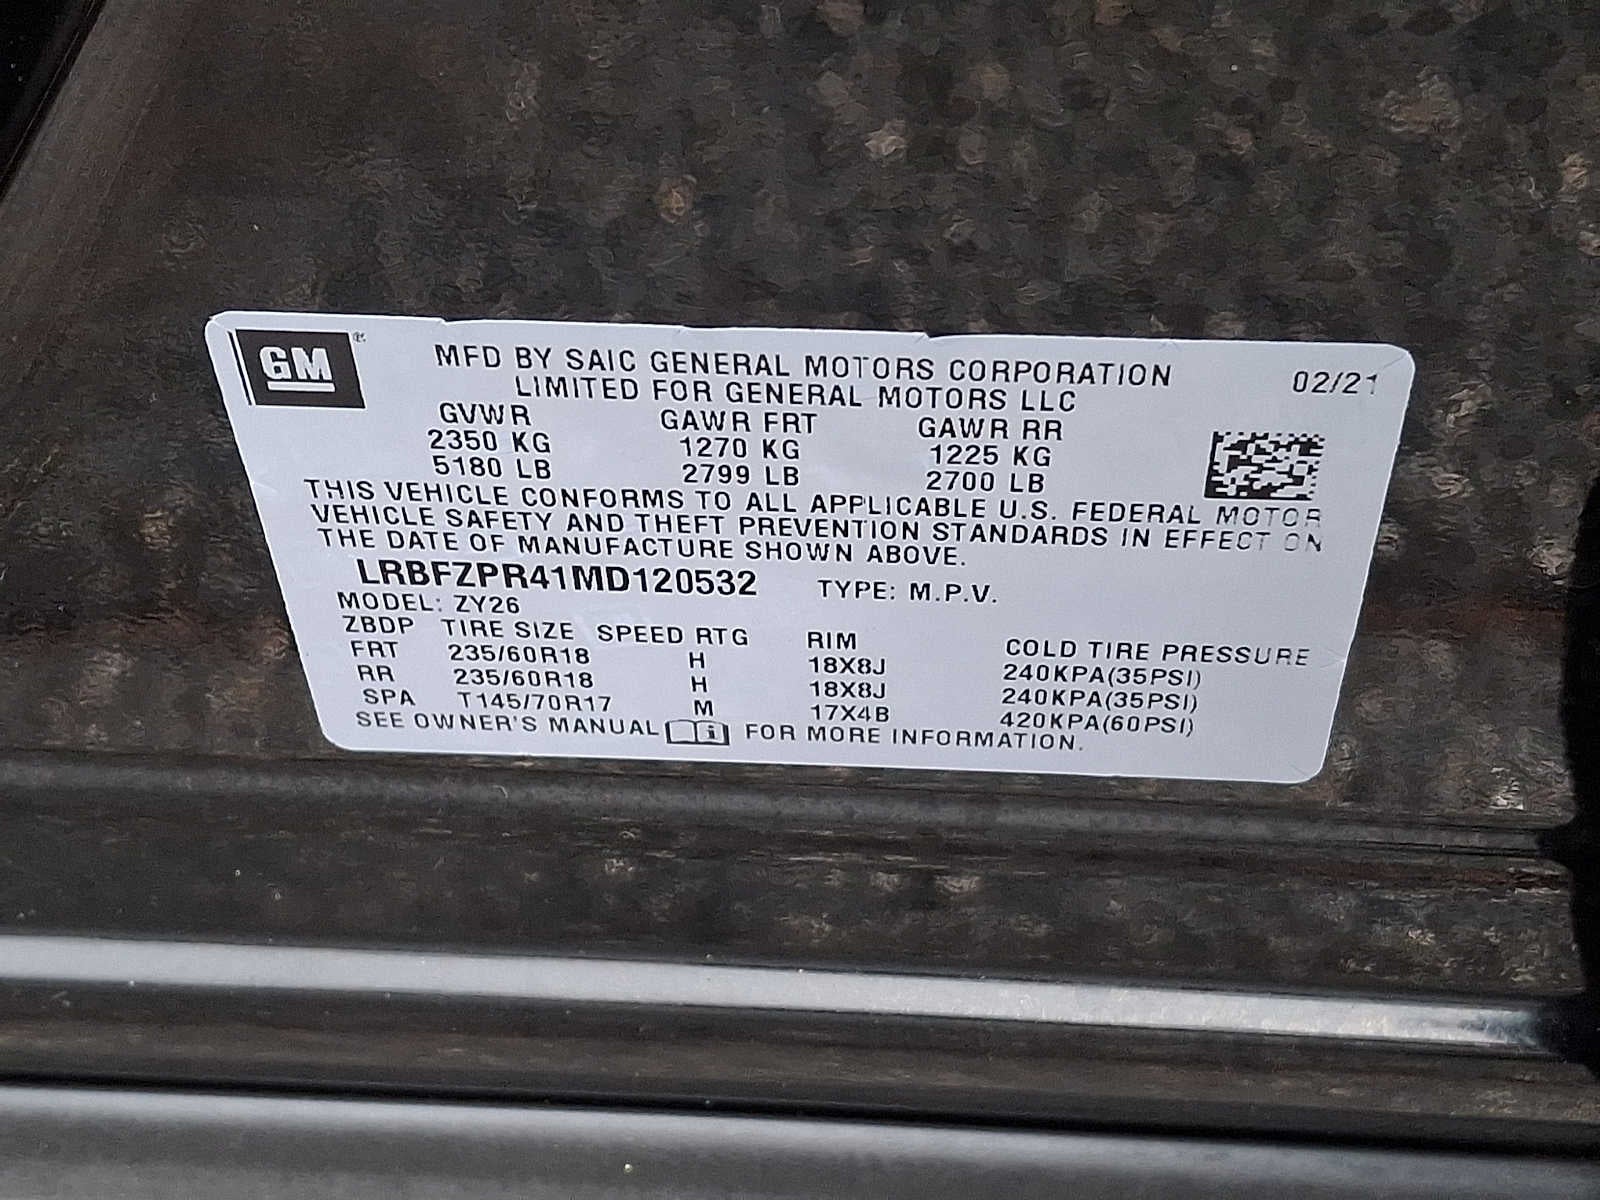 GM ® MFD BY SAIC GENERAL MOTORS CORPORATION 02/21
LIMITED FOR GENERAL MOTORS LLC
GVWR GAWR FRT GAWR RR
2350 KG 1270 KG 1225 KG
5180 LB 2799 LB 2700 LB
THIS VEHICLE CONFORMS TO ALL APPLICABLE U.S. FEDERAL MOTOR
VEHICLE SAFETY AND THEFT PREVENTION STANDARDS IN EFFECT ON
THE DATE OF MANUFACTURE SHOWN ABOVE.
LRBFZPR41MD120532 TYPE: M.P.V.
MODEL: ZY26
ZBDP TIRE SIZE SPEED RTG RIM COLD TIRE PRESSURE
FRT 235/60R18 H 18X8J 240KPA(35PSI)
RR 235/60R18 H 18X8J 240KPA(35PSI)
SPA T145/70R17 M 17X4B 420KPA(60PSI)
SEE OWNER'S MANUAL i FOR MORE INFORMATION.